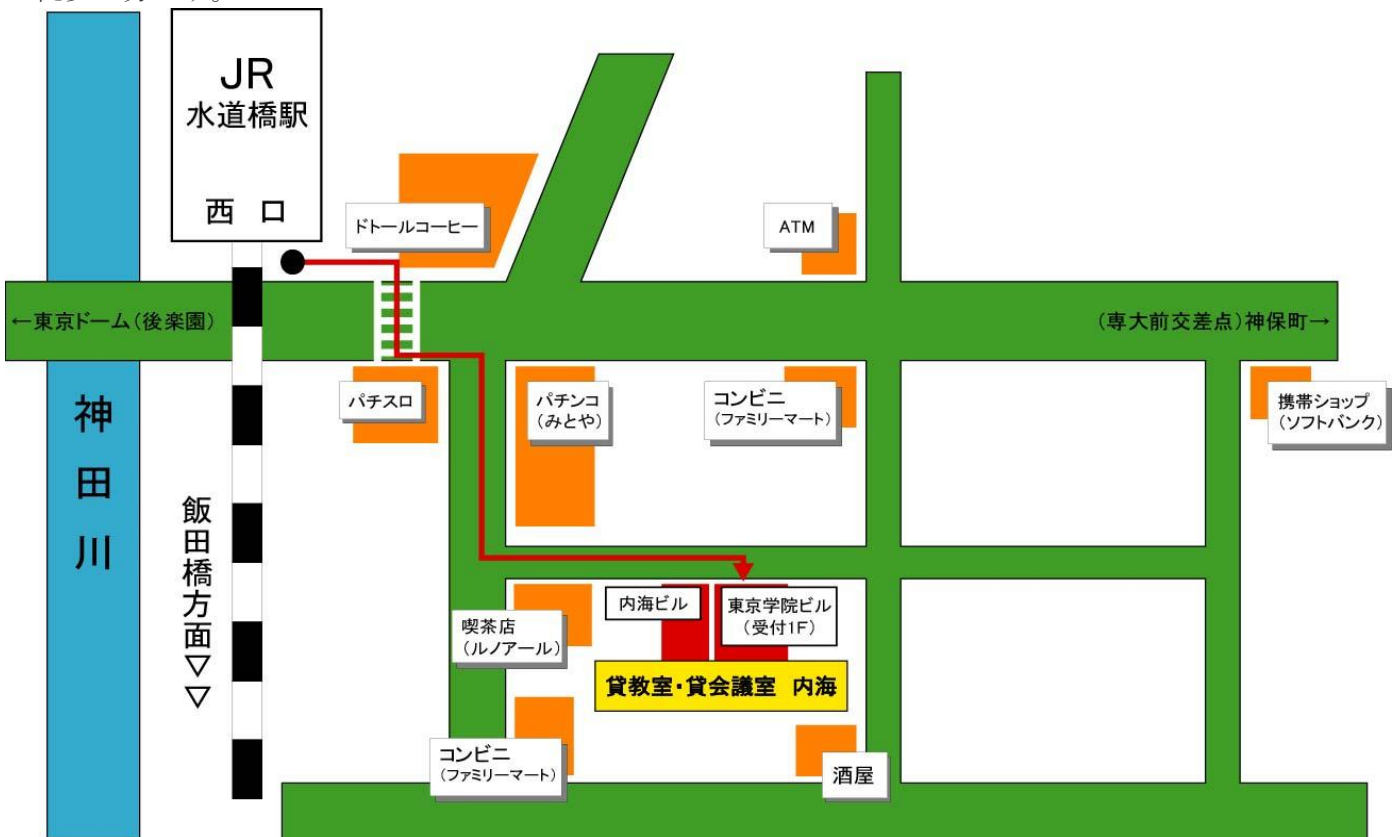 JR
水道橋駅
西 口
ドトールコーヒー
ATM
←東京ドーム(後楽園)
(専大前交差点)神保町→
神田川
パチスロ
パチンコ
(みとや)
コンビニ
(ファミリーマート)
携帯ショップ
(ソフトバンク)
飯田橋方面▽▽
内海ビル
東京学院ビル
(受付1F)
喫茶店
(ルノアール)
貸教室・貸会議室 内海
コンビニ
(ファミリーマート)
酒屋